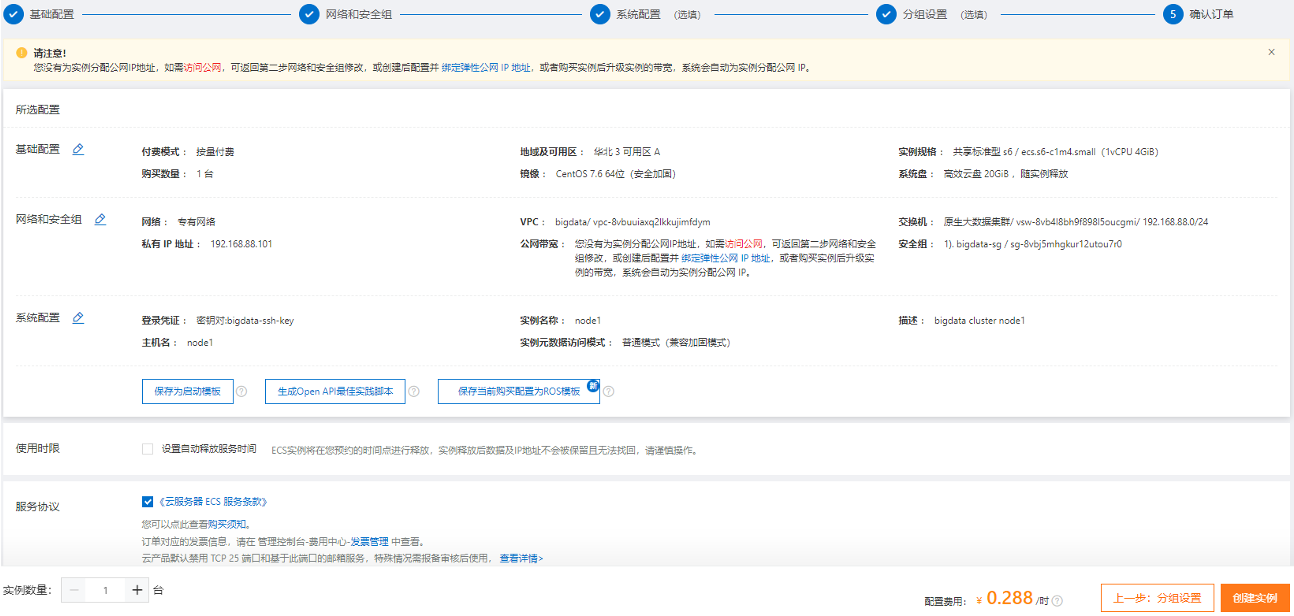 基础配置 网络和安全组 系统配置 (选填) 分组设置 (选填) 5 确认订单
请注意!
您没有为实例分配公网IP地址，如需访问公网，可返回第二步网络和安全组修改，或创建后配置并 绑定弹性公网 IP 地址，或者购买实例后升级实例的带宽，系统会自动为实例分配公网 IP。
所选配置
基础配置 付费模式： 按量付费 地域及可用区： 华北 3 可用区 A 实例规格： 共享标准型 s6 / ecs.s6-c1m4.small（1vCPU 4GiB）
购买数量： 1 台 镜像： CentOS 7.6 64位（安全加固） 系统盘： 高效云盘 20GiB ，随实例释放
网络和安全组 网络： 专有网络 VPC： bigdata/ vpc-8vbuuiaxq2lkkujimfdym 交换机： 原生大数据集群/ vsw-8vb4l8bh9f898l5oucgmi/ 192.168.88.0/24
私有 IP 地址： 192.168.88.101 公网带宽： 您没有为实例分配公网IP地址，如需访问公网，可返回第二步网络和安全 安全组： 1). bigdata-sg / sg-8vbj5mhgkur12utou7r0
组修改，或创建后配置并 绑定弹性公网 IP 地址，或者购买实例后升级实
例的带宽，系统会自动为实例分配公网 IP。
系统配置 登录凭证： 密钥对:bigdata-ssh-key 实例名称： node1 描述： bigdata cluster node1
主机名： node1 实例元数据访问模式： 普通模式（兼容加固模式）
保存为启动模板 ? 生成Open API最佳实践脚本 ? 保存当前购买配置为ROS模板 新 ?
使用时限 设置自动释放服务时间 ECS实例将在您预约的时间点进行释放，实例释放后数据及IP地址不会被保留且无法找回，请谨慎操作。
服务协议 《云服务器 ECS 服务条款》
您可以点此查看购买须知。
订单对应的发票信息，请在 管理控制台-费用中心-发票管理 中查看。
云产品默认禁用 TCP 25 端口和基于此端口的邮箱服务，特殊情况需报备审核后使用， 查看详情>
实例数量： 1 台 配置费用： ¥ 0.288 /时 ? 上一步：分组设置 创建实例